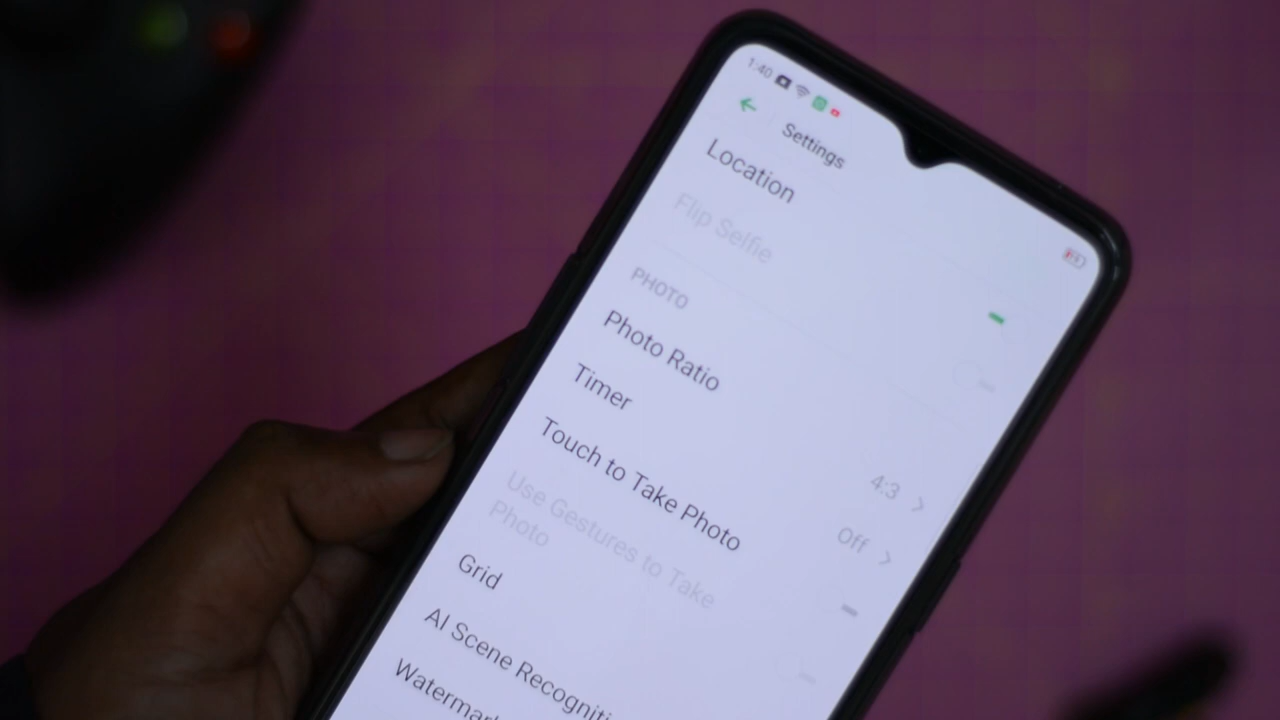 1:40
Settings
Location
Flip Selfie
PHOTO
Photo Ratio 4:3
Timer Off
Touch to Take Photo
Use Gestures to Take
Photo
Grid
AI Scene Recogniti
Watermark